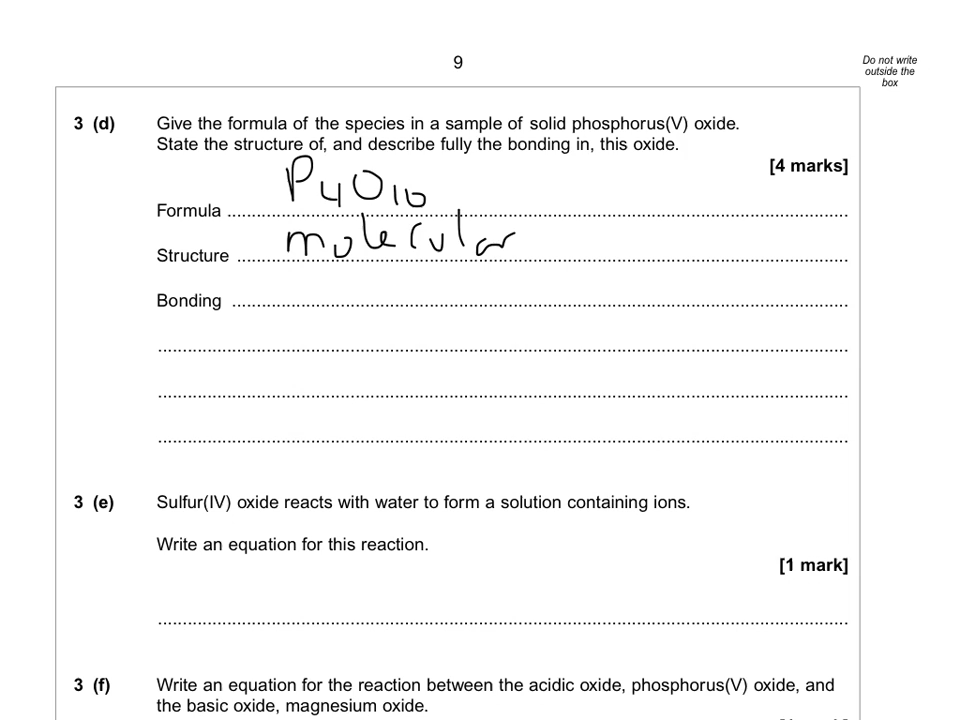 9
Do not write
outside the
box
3 (d) Give the formula of the species in a sample of solid phosphorus(V) oxide.
State the structure of, and describe fully the bonding in, this oxide.
[4 marks]
P4O10
Formula
molecular
Structure
Bonding
3 (e) Sulfur(IV) oxide reacts with water to form a solution containing ions.
Write an equation for this reaction.
[1 mark]
3 (f) Write an equation for the reaction between the acidic oxide, phosphorus(V) oxide, and
the basic oxide, magnesium oxide.